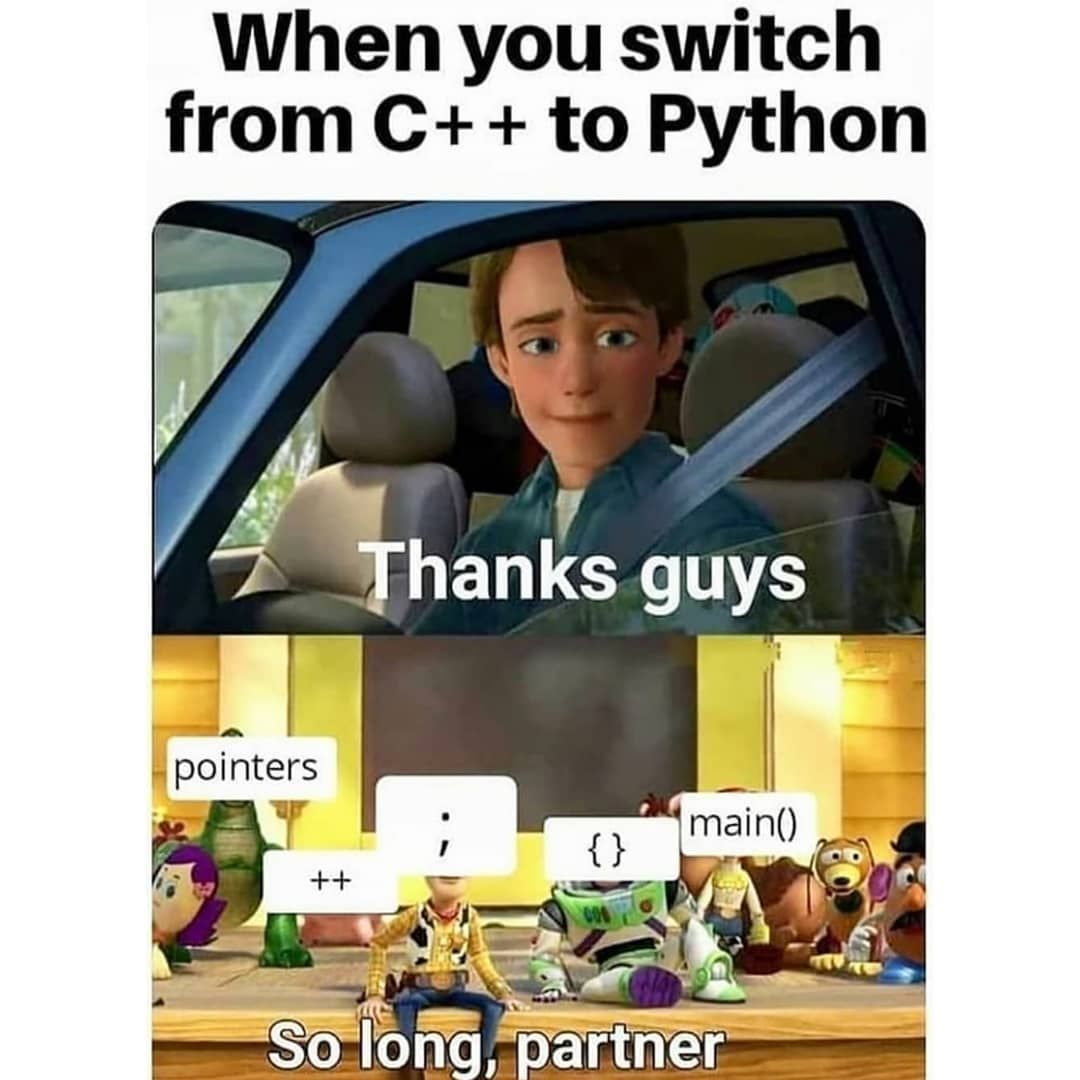 When you switch
from C++ to Python
Thanks guys
pointers
;
main()
{}
++
So long, partner